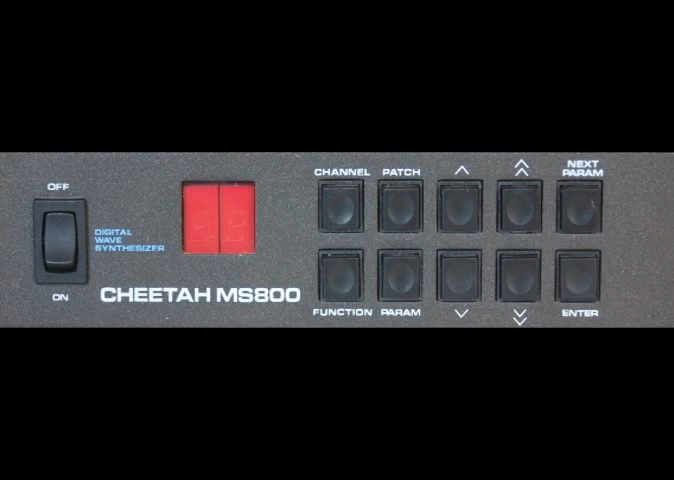 OFF
DIGITAL
WAVE
SYNTHESIZER
ON
CHEETAH MS800
CHANNEL PATCH NEXT
PARAM
FUNCTION PARAM ENTER